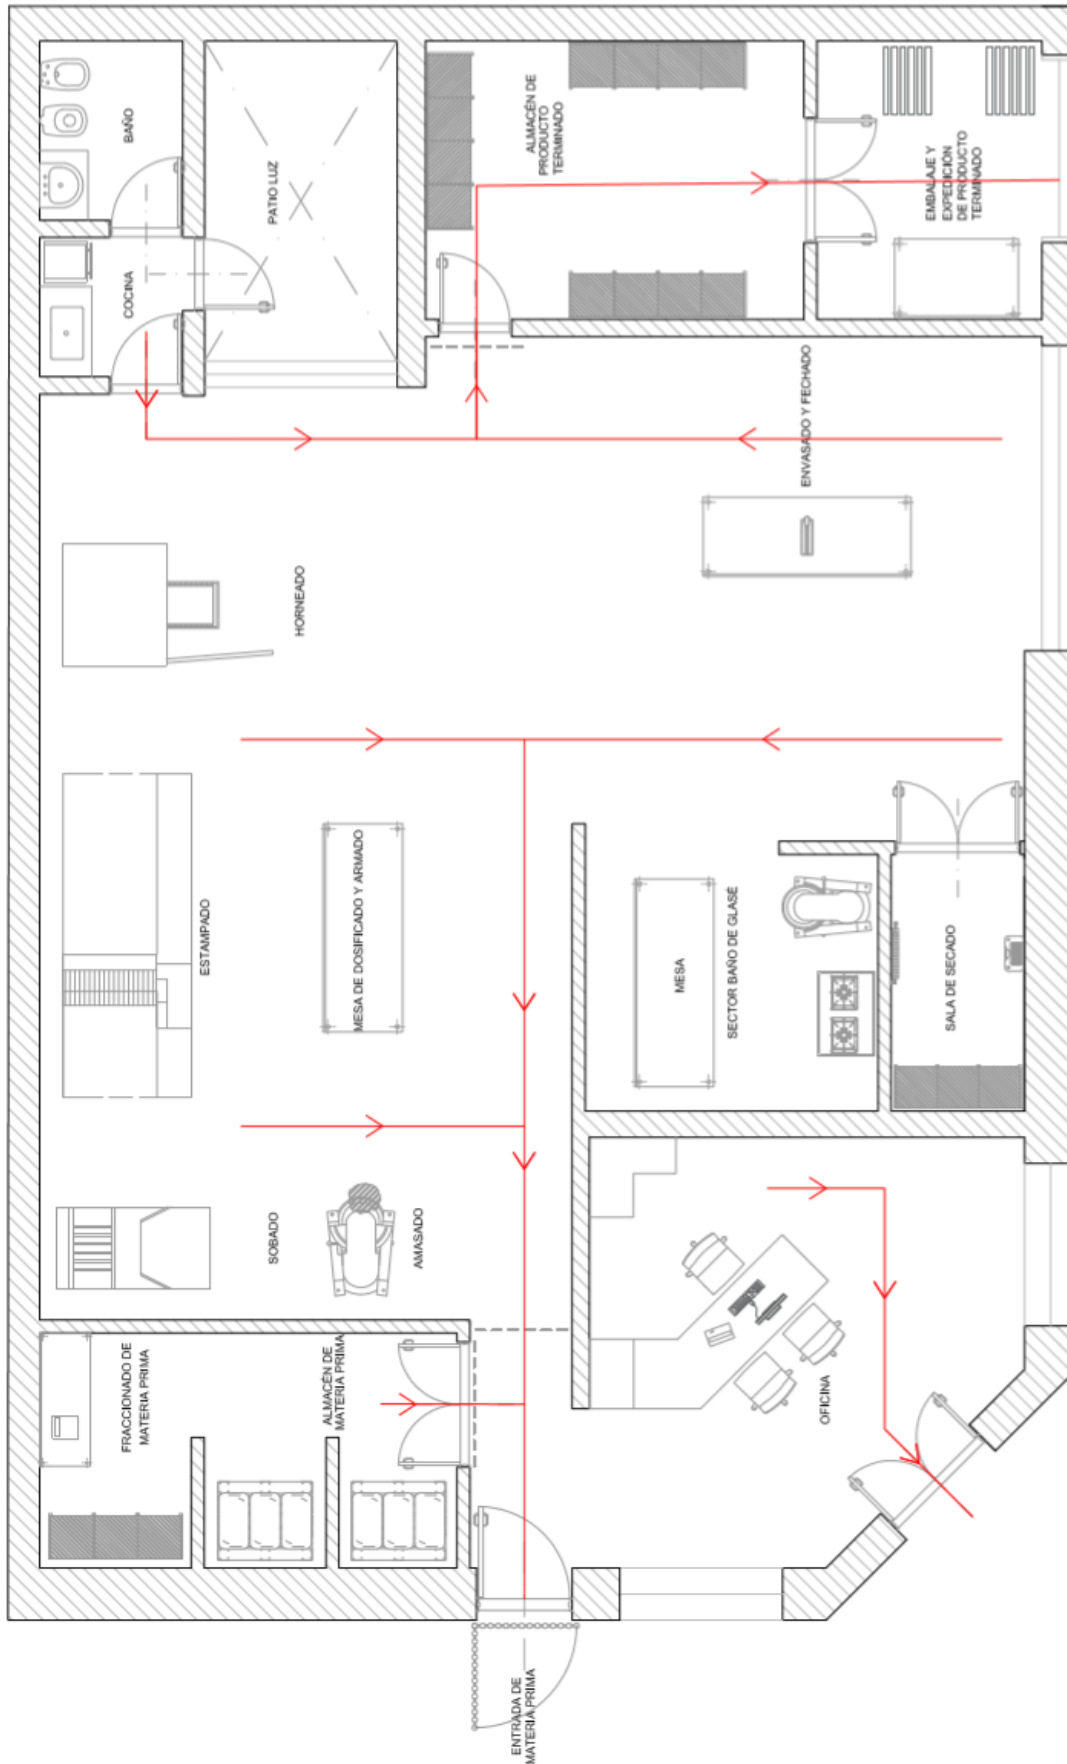 BAÑO
COCINA
PATIO LUZ
ALMACÉN DE
PRODUCTO
TERMINADO
EMBALAJE Y
EXPEDICIÓN
DE PRODUCTO
TERMINADO
HORNEADO
ENVASADO Y FECHADO
ESTAMPADO
MESA DE DOSIFICADO Y ARMADO
MESA
SECTOR BAÑO DE GLASÉ
SALA DE SECADO
SOBADO
AMASADO
FRACCIONADO DE
MATERIA PRIMA
ALMACÉN DE
MATERIA PRIMA
OFICINA
ENTRADA DE
MATERIA PRIMA